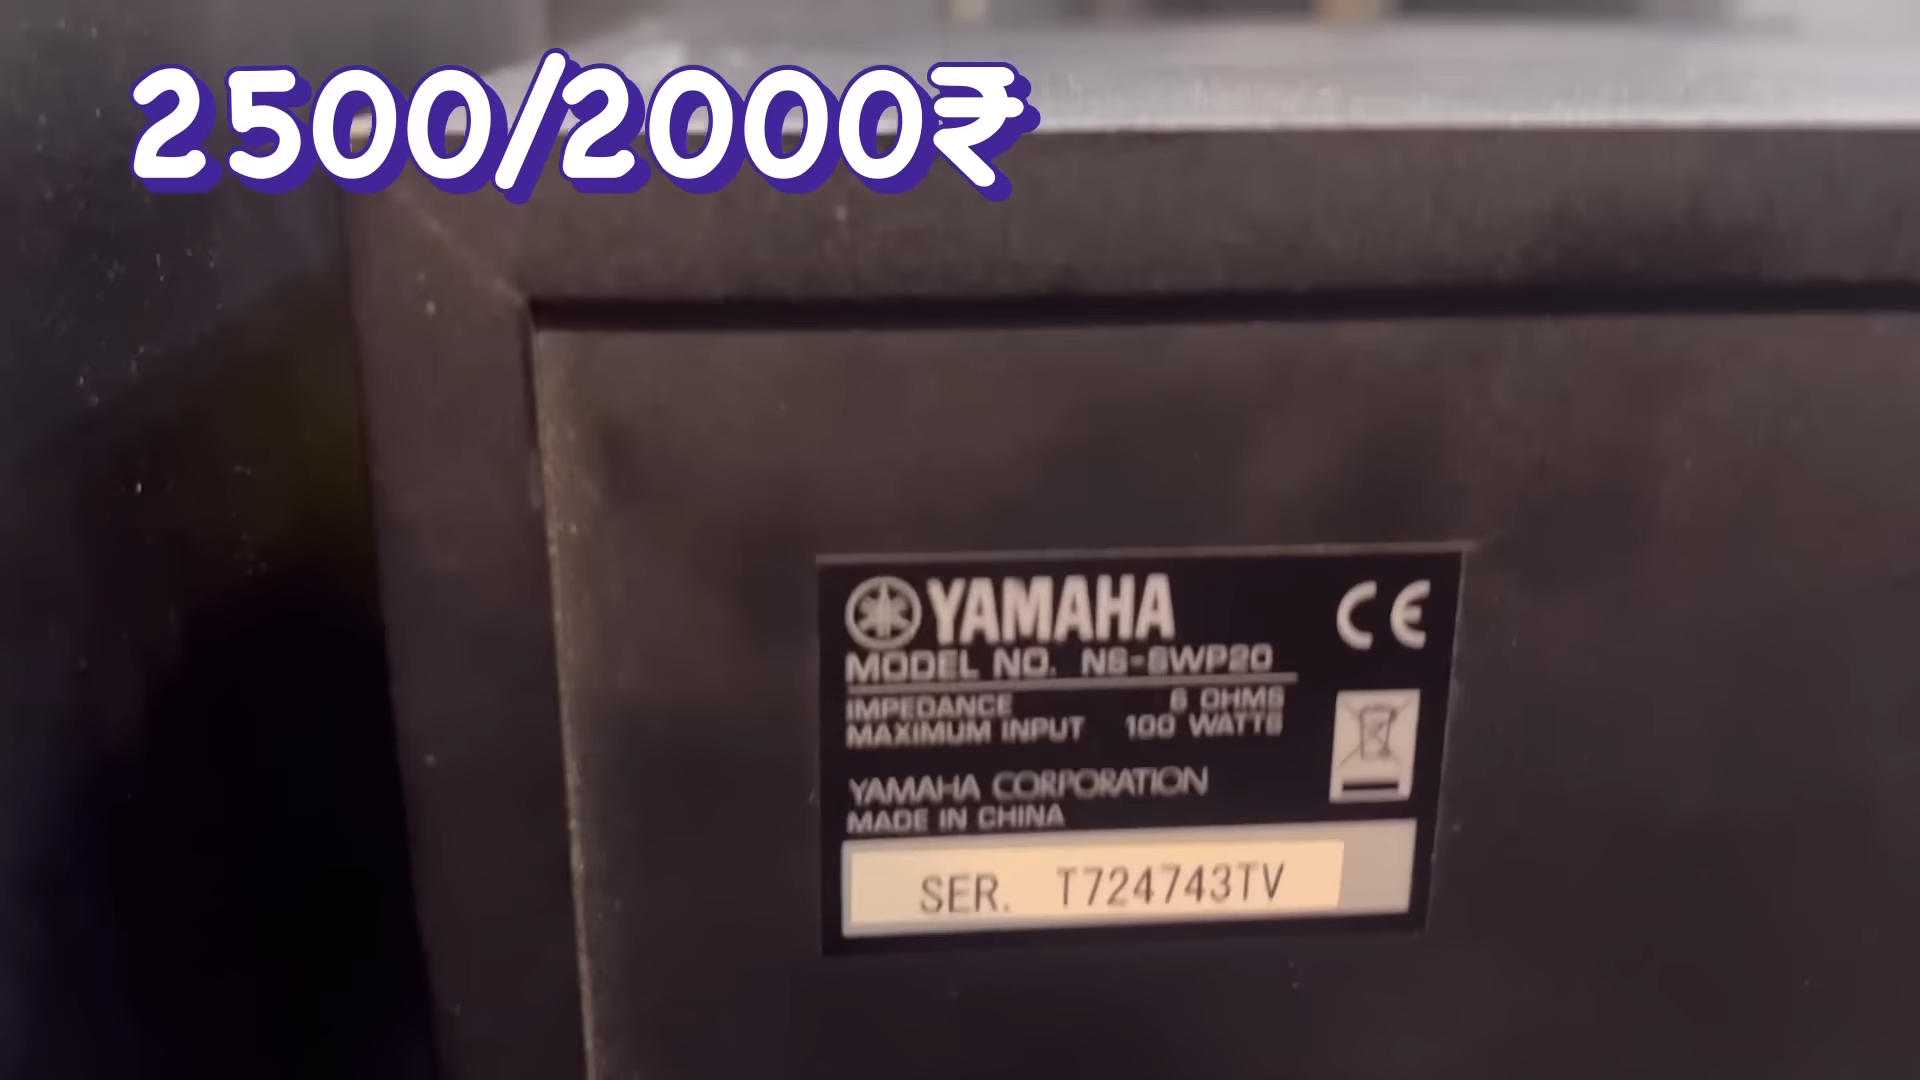 2500/2000₹
YAMAHA
CE
MODEL NO. NS-SWP20
IMPEDANCE 6 OHMS
MAXIMUM INPUT 100 WATTS
YAMAHA CORPORATION
MADE IN CHINA
SER. T724743TV